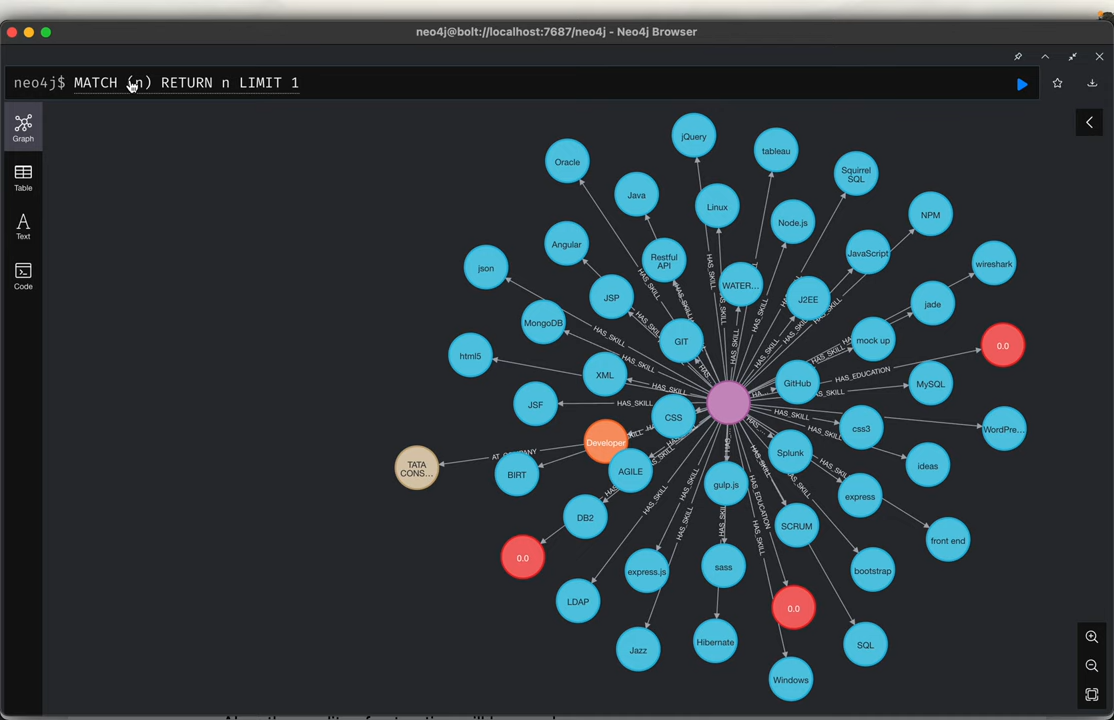 neo4j@bolt://localhost:7687/neo4j - Neo4j Browser
neo4j$ MATCH (n) RETURN n LIMIT 1
Graph
Table
Text
Code
jQuery
tableau
Oracle
Squirrel
SQL
Java
Linux
Node.js
NPM
Angular
JavaScript
Restful
API
json
wireshark
WATER...
JSP
J2EE
jade
MongoDB
GIT
mock up
0.0
html5
XML
GitHub
HAS_EDUCATION
MySQL
JSF
HAS_SKILL
CSS
HAS_SKILL
css3
WordPre...
Developer
Splunk
TATA
CONS...
BIRT
AGILE
ideas
gulp.js
express
DB2
SCRUM
front end
HAS_EDUCATION
0.0
express.js
sass
bootstrap
LDAP
0.0
Jazz
Hibernate
SQL
Windows